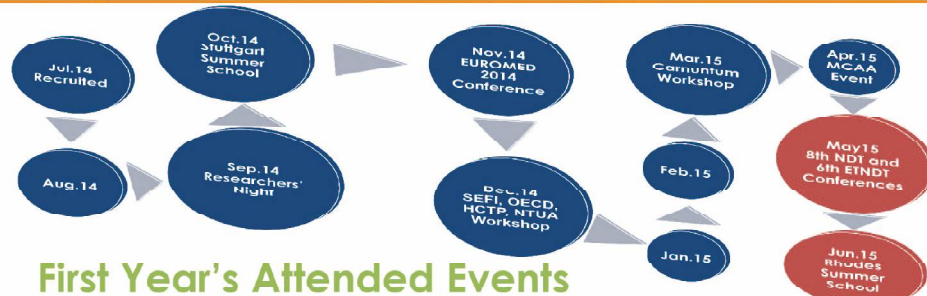 Jul.14
Recruited
Aug.14
Sep.14
Researchers'
Night
Oct.14
Stuttgart
Summer
School
Nov.14
EUROMED
2014
Conference
Dec.14
SEFI, OECD,
HCTP, NTUA
Workshop
Jan.15
Feb.15
Mar.15
Carnuntum
Workshop
Apr.15
MCAA
Event
May15
8th NDT and
6th ETNDT
Conferences
Jun.15
Rhodes
Summer
School
First Year's Attended Events